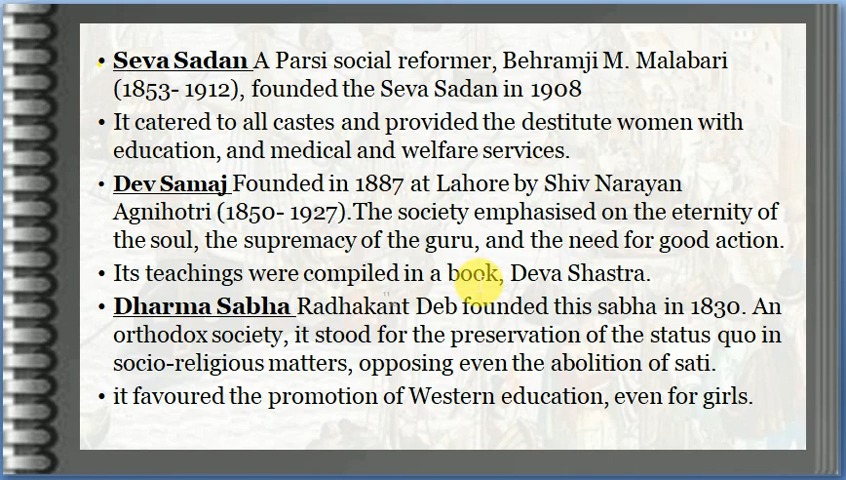 • Seva Sadan A Parsi social reformer, Behramji M. Malabari
(1853- 1912), founded the Seva Sadan in 1908
• It catered to all castes and provided the destitute women with
education, and medical and welfare services.
• Dev Samaj Founded in 1887 at Lahore by Shiv Narayan
Agnihotri (1850- 1927).The society emphasised on the eternity of
the soul, the supremacy of the guru, and the need for good action.
• Its teachings were compiled in a book, Deva Shastra.
• Dharma Sabha Radhakant Deb founded this sabha in 1830. An
orthodox society, it stood for the preservation of the status quo in
socio-religious matters, opposing even the abolition of sati.
• it favoured the promotion of Western education, even for girls.